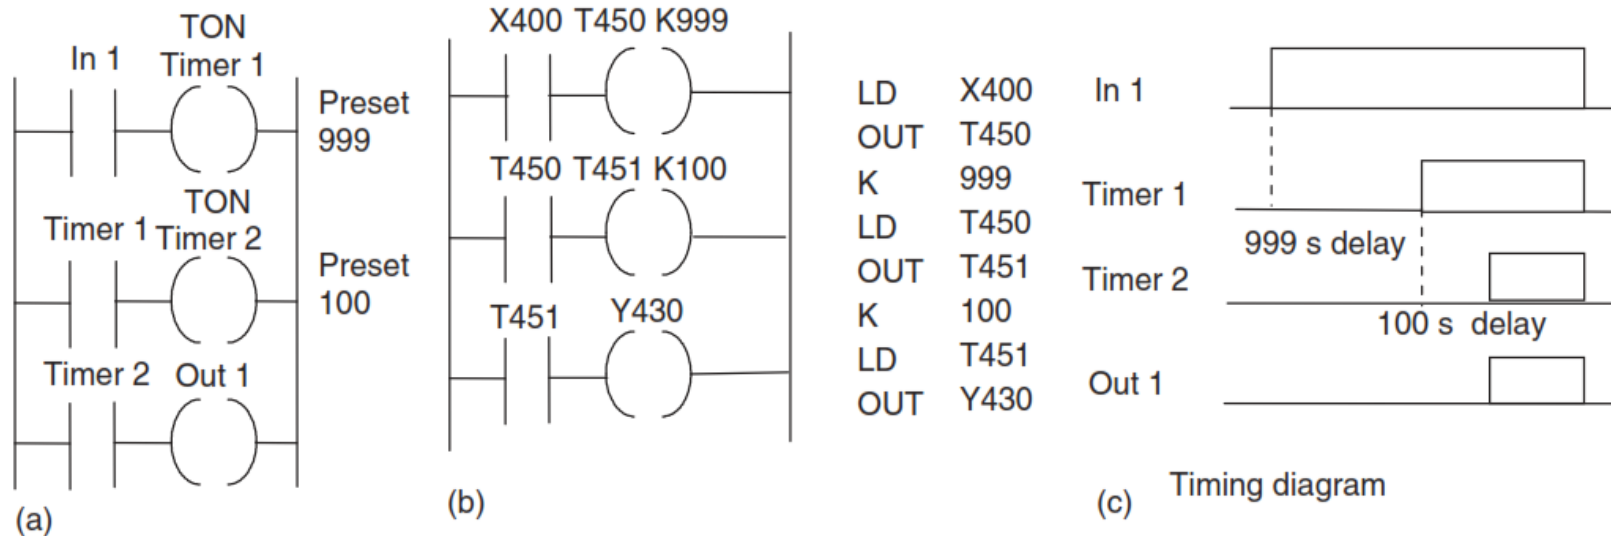 TON
In 1 Timer 1
Preset
999
TON
Timer 1 Timer 2
Preset
100
Timer 2 Out 1
(a)
X400 T450 K999
T450 T451 K100
T451 Y430
(b)
LD X400
OUT T450
K 999
LD T450
OUT T451
K 100
LD T451
OUT Y430
In 1
Timer 1
999 s delay
Timer 2
100 s delay
Out 1
(c) Timing diagram